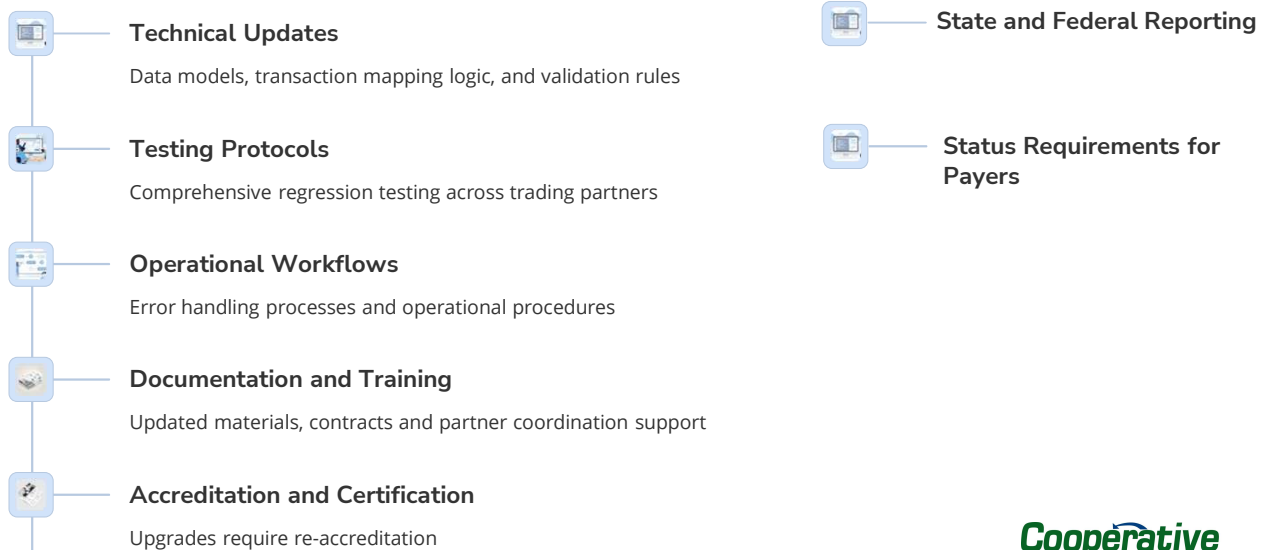 Technical Updates
Data models, transaction mapping logic, and validation rules
Testing Protocols
Comprehensive regression testing across trading partners
Operational Workflows
Error handling processes and operational procedures
Documentation and Training
Updated materials, contracts and partner coordination support
Accreditation and Certification
Upgrades require re-accreditation
State and Federal Reporting
Status Requirements for
Payers
Cooperative